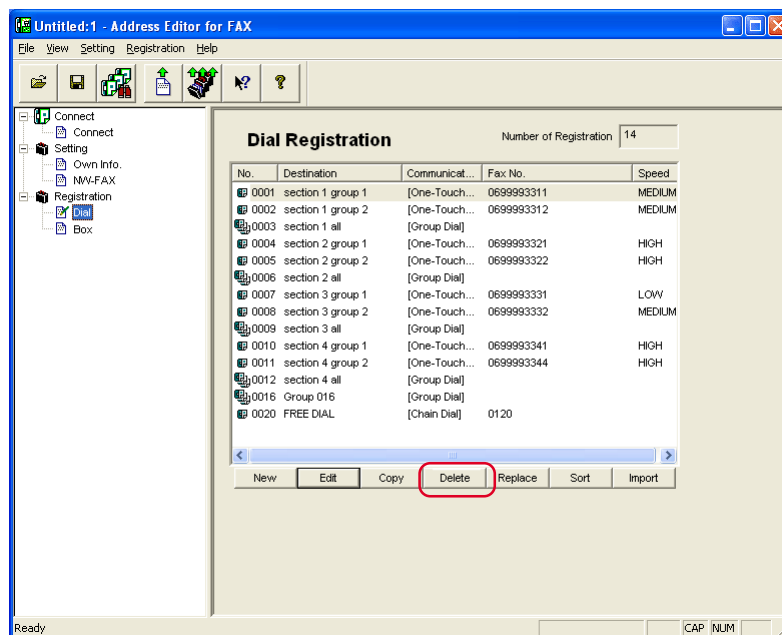 Untitled:1 - Address Editor for FAX
File View Setting Registration Help
Connect
Connect
Setting
Own Info.
NW-FAX
Registration
Dial
Box
Dial Registration
Number of Registration 14
No. Destination Communicat... Fax No. Speed
0001 section 1 group 1 [One-Touch... 0699993311 MEDIUM
0002 section 1 group 2 [One-Touch... 0699993312 MEDIUM
0003 section 1 all [Group Dial]
0004 section 2 group 1 [One-Touch... 0699993321 HIGH
0005 section 2 group 2 [One-Touch... 0699993322 HIGH
0006 section 2 all [Group Dial]
0007 section 3 group 1 [One-Touch... 0699993331 LOW
0008 section 3 group 2 [One-Touch... 0699993332 MEDIUM
0009 section 3 all [Group Dial]
0010 section 4 group 1 [One-Touch... 0699993341 HIGH
0011 section 4 group 2 [One-Touch... 0699993344 HIGH
0012 section 4 all [Group Dial]
0016 Group 016 [Group Dial]
0020 FREE DIAL [Chain Dial] 0120
New Edit Copy Delete Replace Sort Import
Ready CAP NUM